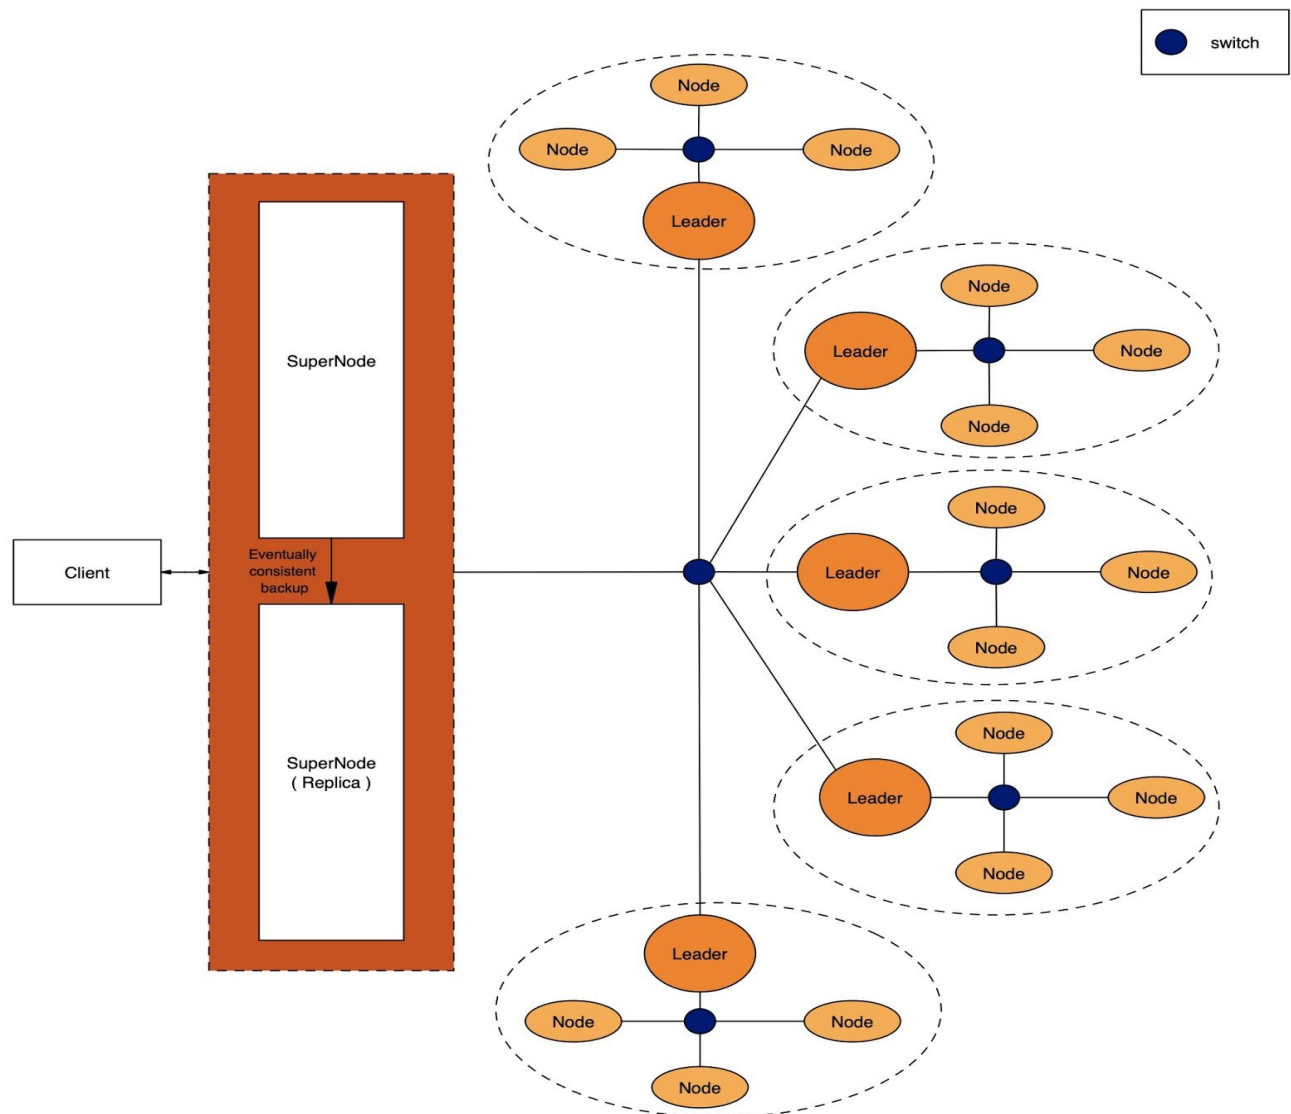 switch
Node
Node
Node
Leader
Node
Leader
Node
Node
SuperNode
Node
Leader
Node
Node
Eventually
consistent
backup
Client
SuperNode
( Replica )
Node
Leader
Node
Node
Leader
Node
Node
Node